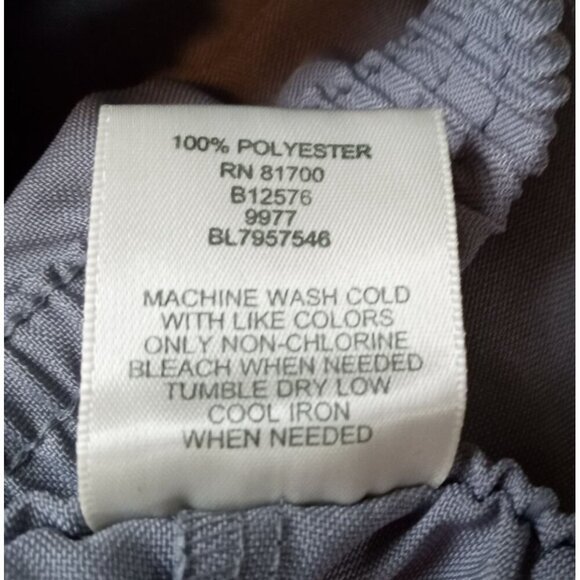 100% POLYESTER
RN 81700
B12576
9977
BL7957546
MACHINE WASH COLD
WITH LIKE COLORS
ONLY NON-CHLORINE
BLEACH WHEN NEEDED
TUMBLE DRY LOW
COOL IRON
WHEN NEEDED